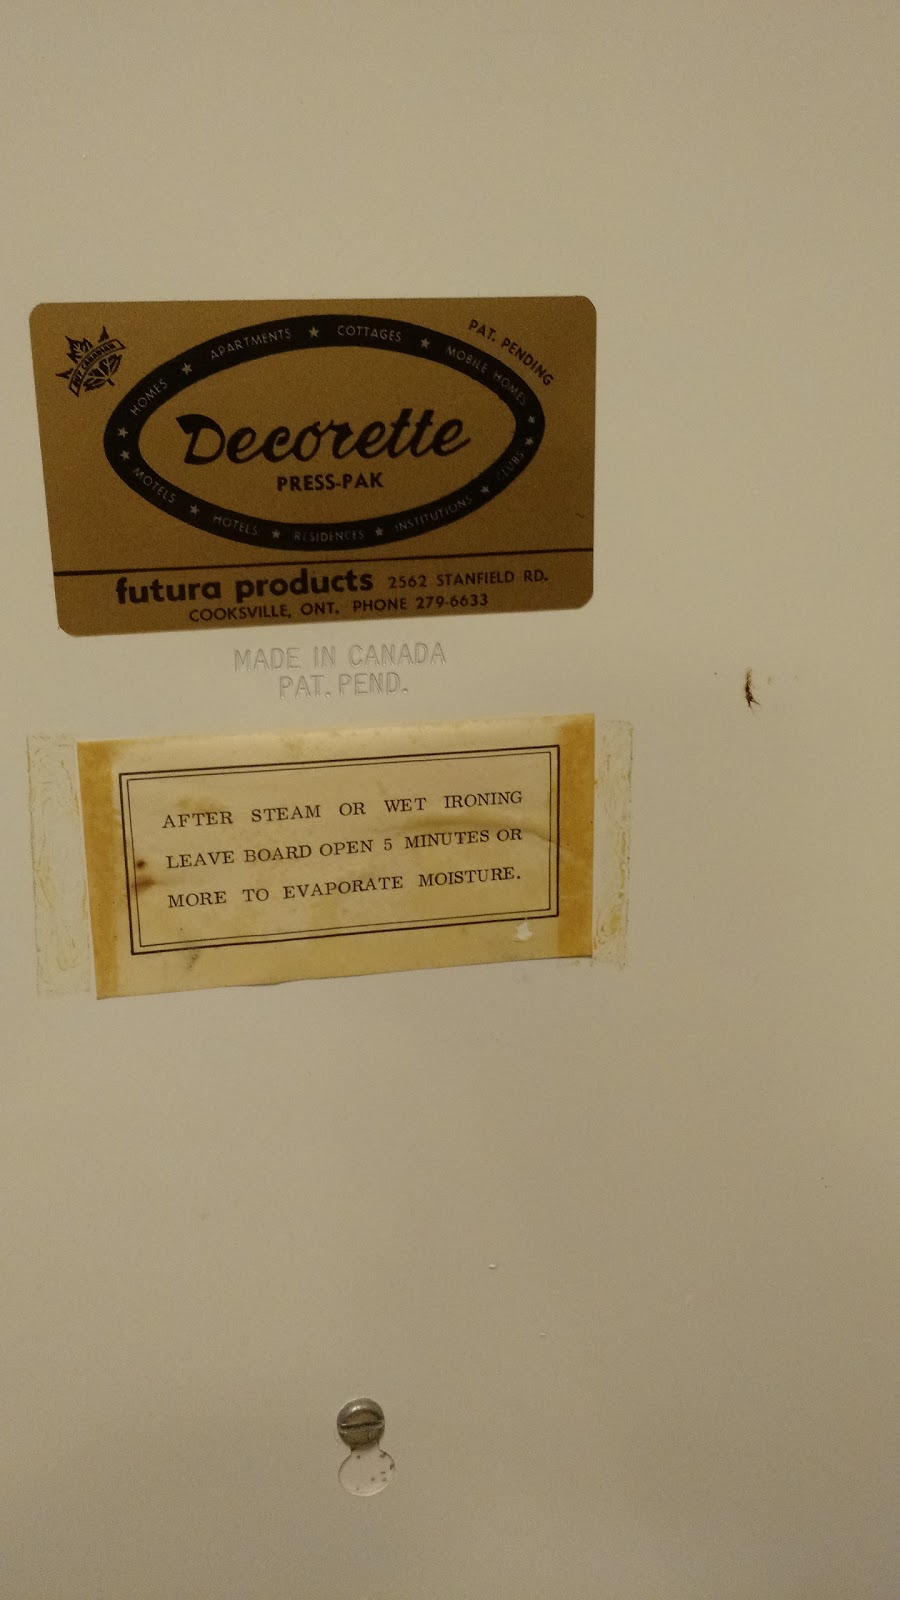 BUY CANADIAN
PAT. PENDING
HOMES ★ APARTMENTS ★ COTTAGES ★ MOBILE HOMES ★
★ MOTELS ★ HOTELS ★ RESIDENCES ★ INSTITUTIONS ★ CLUBS ★
Decorette
PRESS-PAK
futura products 2562 STANFIELD RD.
COOKSVILLE, ONT. PHONE 279-6633
MADE IN CANADA
PAT. PEND.
AFTER STEAM OR WET IRONING
LEAVE BOARD OPEN 5 MINUTES OR
MORE TO EVAPORATE MOISTURE.